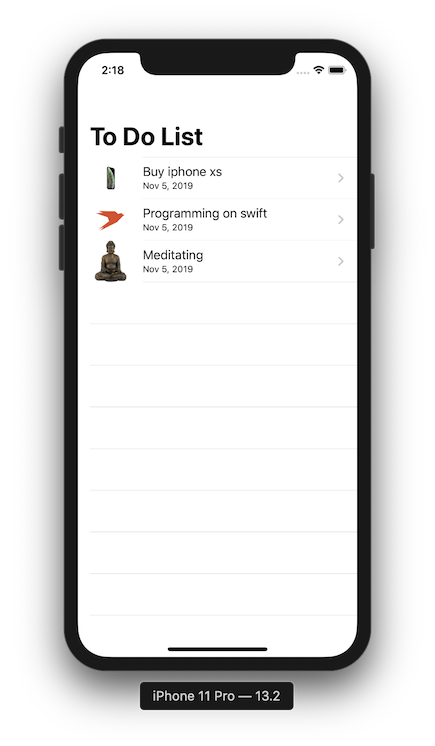 2:18
To Do List
Buy iphone xs
Nov 5, 2019
Programming on swift
Nov 5, 2019
Meditating
Nov 5, 2019
iPhone 11 Pro — 13.2